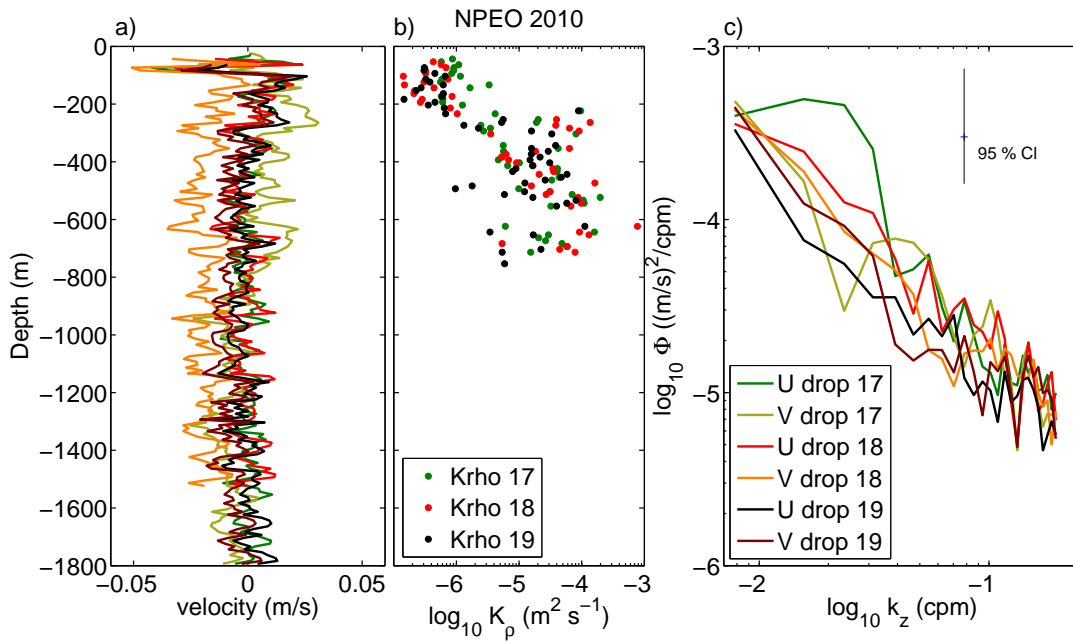 NPEO 2010
a)
b)
c)
0
−200
−400
−600
−800
−1000
−1200
−1400
−1600
−1800
Depth (m)
−0.05
0
0.05
velocity (m/s)
Krho 17
Krho 18
Krho 19
−6
−5
−4
−3
log10 Kρ (m2 s−1)
−3
−4
−5
−6
log10 Φ ((m/s)2/cpm)
95 % CI
U drop 17
V drop 17
U drop 18
V drop 18
U drop 19
V drop 19
−2
−1
log10 kz (cpm)